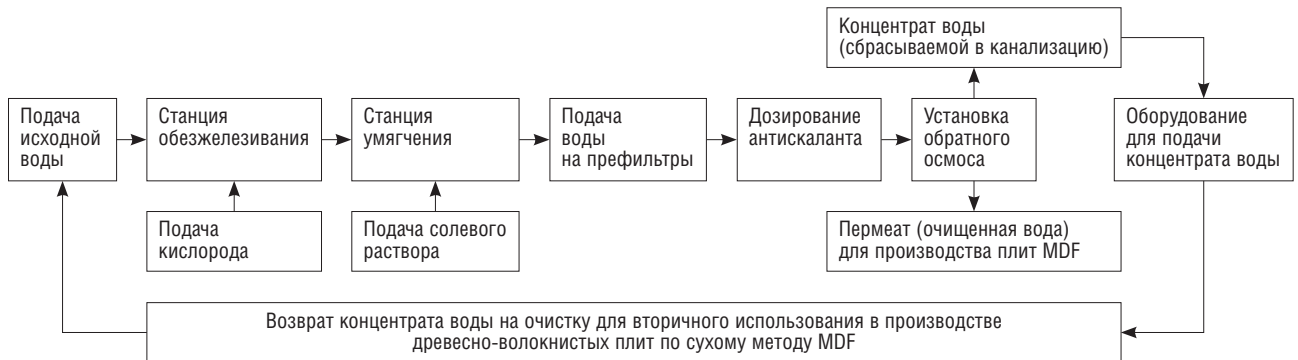 Концентрат воды
(сбрасываемой в канализацию)
Подача
исходной
воды
Станция
обезжелезивания
Станция
умягчения
Подача
воды
на префильтры
Дозирование
антискаланта
Установка
обратного
осмоса
Оборудование
для подачи
концентрата воды
Подача
кислорода
Подача солевого
раствора
Пермеат (очищенная вода)
для производства плит MDF
Возврат концентрата воды на очистку для вторичного использования в производстве
древесно-волокнистых плит по сухому методу MDF